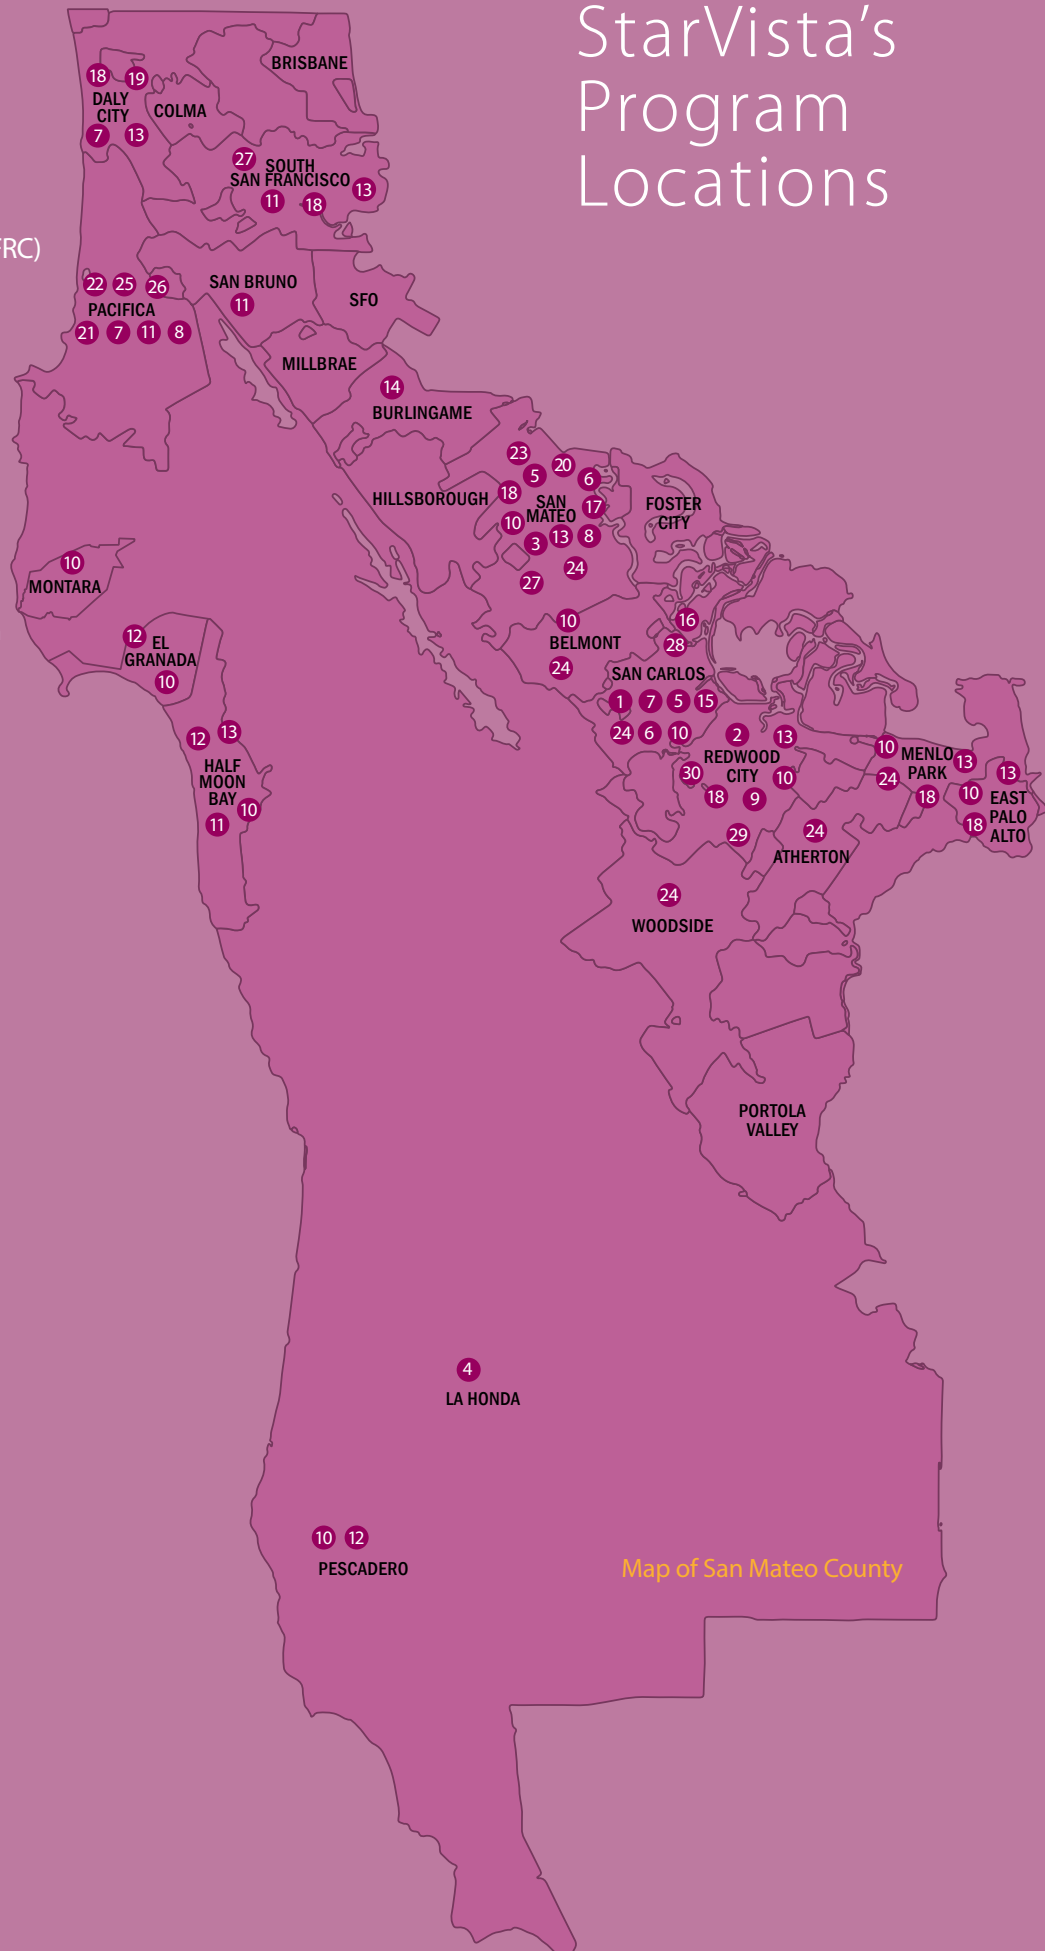 StarVista's
Program
Locations
RC)
BRISBANE
18 19
DALY
CITY
7 13
COLMA
27
SOUTH
SAN FRANCISCO
11 18 13
22 25 26
PACIFICA
21 7 11 8
SAN BRUNO
11
SFO
MILLBRAE
14
BURLINGAME
HILLSBOROUGH
23
5 20 6
18
SAN
MATEO
17
10
3 13 8
24
27
FOSTER
CITY
10
MONTARA
12
EL
GRANADA
10
12 13
HALF
MOON
BAY
10
11
10
BELMONT
24
16
28
SAN CARLOS
1 7 5 15
24 6 10
2 13
REDWOOD
CITY
30 10
18 9
29
10
MENLO
PARK
13
24
18
13
10
EAST
PALO
ALTO
18
24
ATHERTON
24
WOODSIDE
PORTOLA
VALLEY
4
LA HONDA
10 12
PESCADERO
Map of San Mateo County